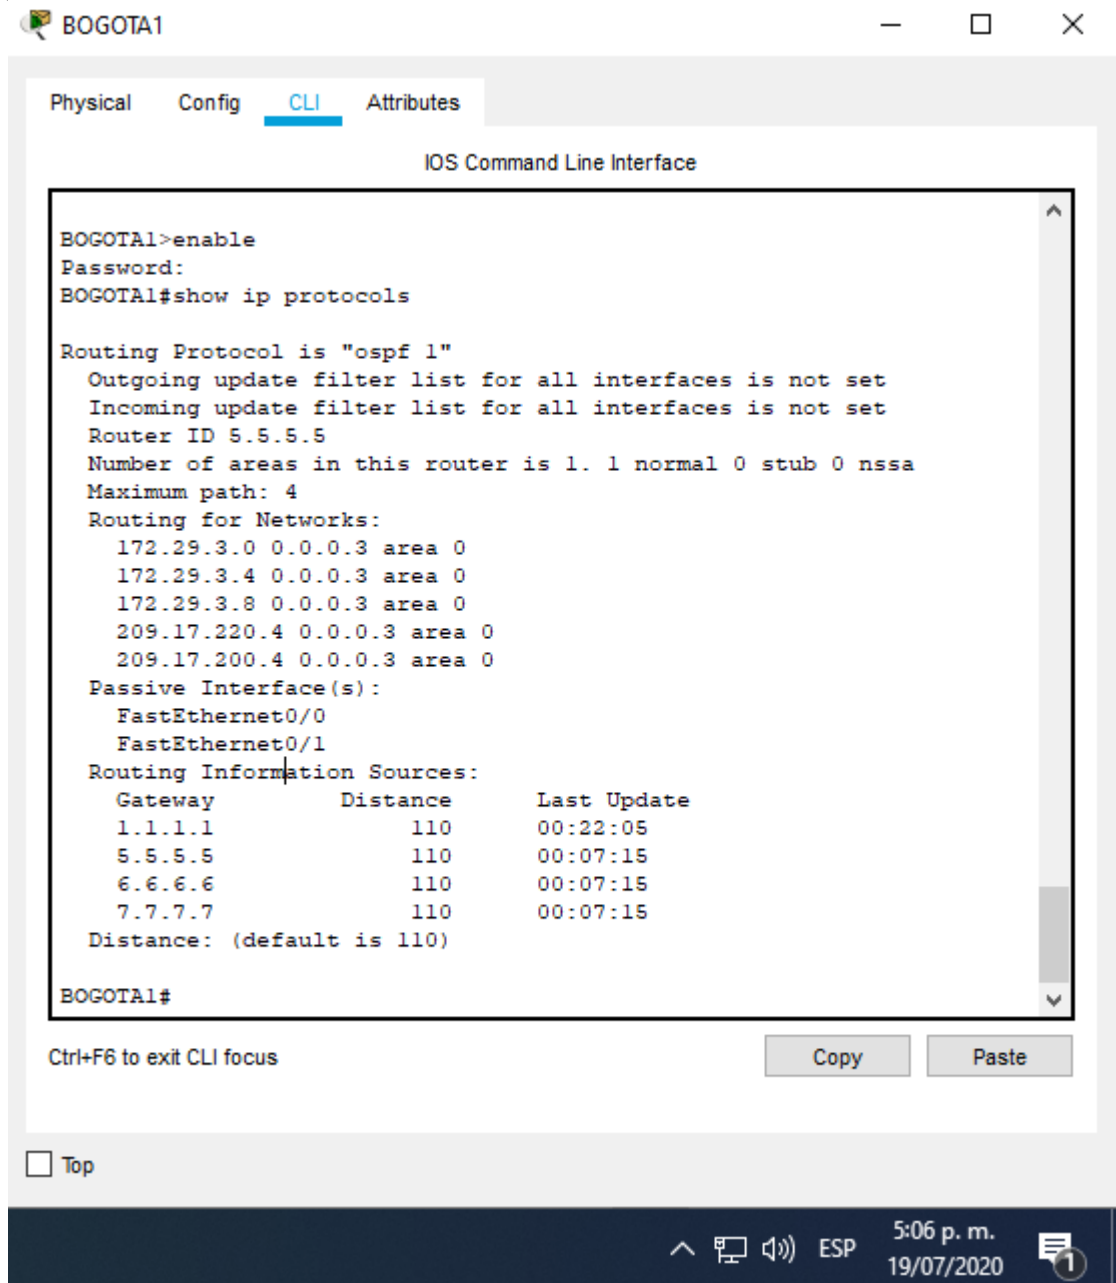 BOGOTA1
Physical Config CLI Attributes
IOS Command Line Interface
BOGOTA1>enable
Password:
BOGOTA1#show ip protocols
Routing Protocol is "ospf 1"
Outgoing update filter list for all interfaces is not set
Incoming update filter list for all interfaces is not set
Router ID 5.5.5.5
Number of areas in this router is 1. 1 normal 0 stub 0 nssa
Maximum path: 4
Routing for Networks:
172.29.3.0 0.0.0.3 area 0
172.29.3.4 0.0.0.3 area 0
172.29.3.8 0.0.0.3 area 0
209.17.220.4 0.0.0.3 area 0
209.17.200.4 0.0.0.3 area 0
Passive Interface(s):
FastEthernet0/0
FastEthernet0/1
Routing Information Sources:
Gateway Distance Last Update
1.1.1.1 110 00:22:05
5.5.5.5 110 00:07:15
6.6.6.6 110 00:07:15
7.7.7.7 110 00:07:15
Distance: (default is 110)
BOGOTA1#
Ctrl+F6 to exit CLI focus
Copy Paste
Top
ESP
5:06 p. m.
19/07/2020
1